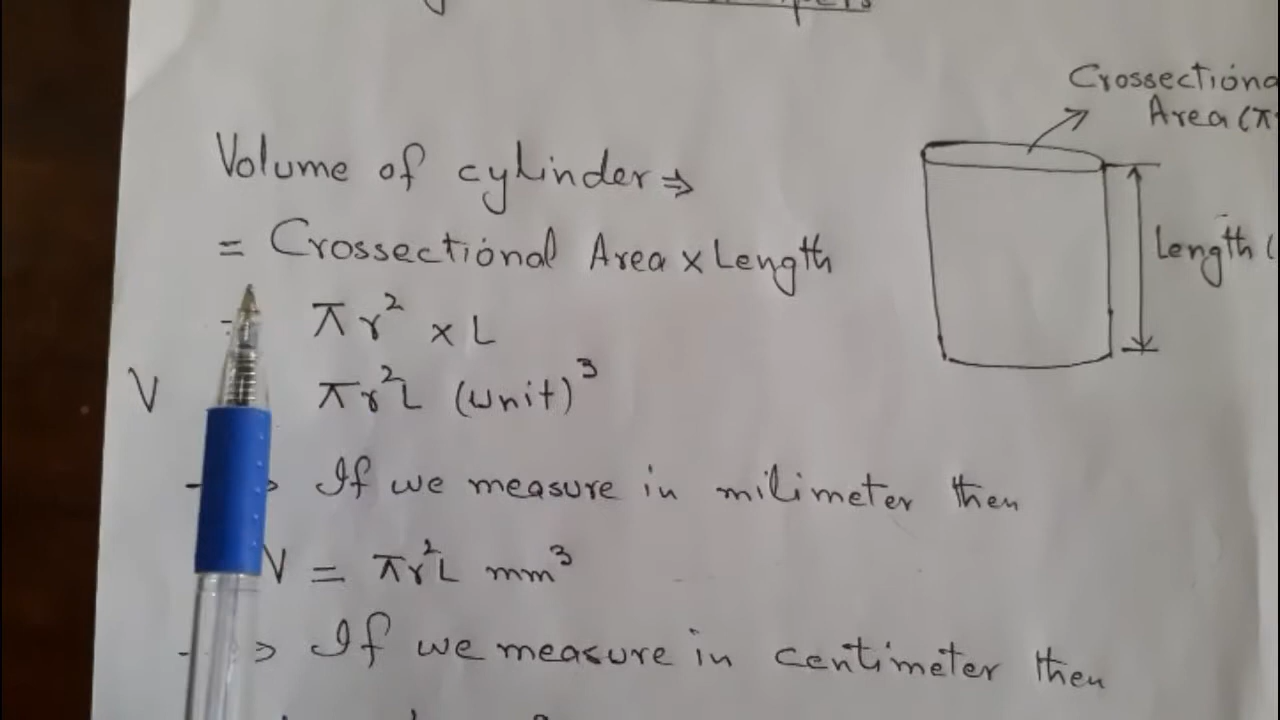 Volume of cylinder ⇒
= Crossectional Area × Length
πr² × L
V πr²L (unit)³
If we measure in milimeter then
V = πr²L mm³
If we measure in centimeter then
Crossectiona
Area (π
Length (